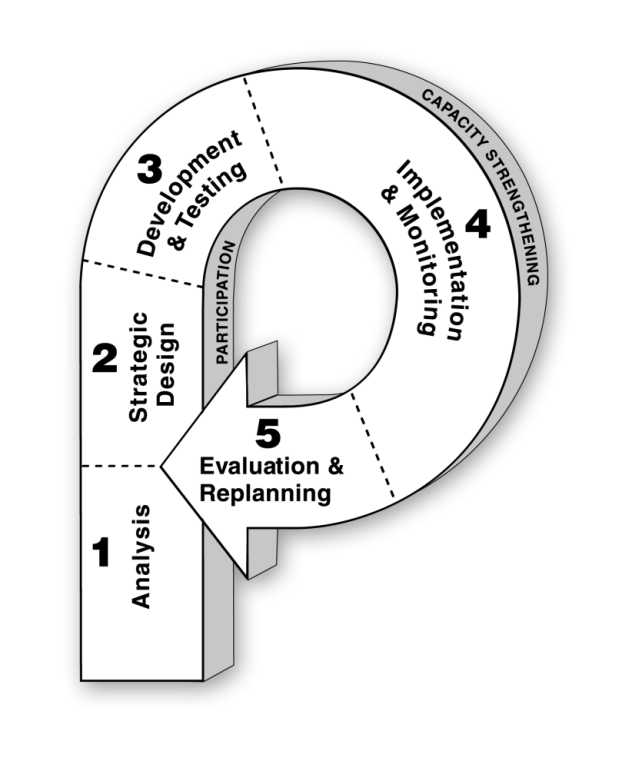 1
Analysis
2
Strategic
Design
3
Development
& Testing
4
Implementation
& Monitoring
5
Evaluation &
Replanning
PARTICIPATION
CAPACITY STRENGTHENING